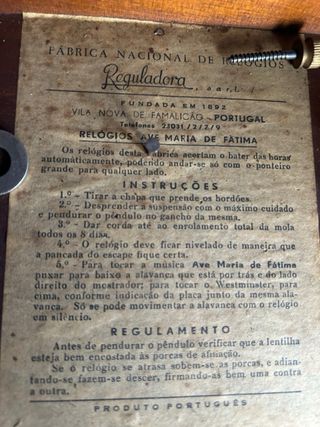 FÁBRICA NACIONAL DE RELÓGIOS
Reguladora, s.a.r.l.
FUNDADA EM 1892
VILA NOVA DE FAMALICÃO PORTUGAL
Telefones 21031/2/7/9
RELÓGIOS AVE MARIA DE FÁTIMA
Os relógios desta fábrica acertam o bater das horas
automàticamente, podendo andar-se só com o ponteiro
grande para qualquer lado.
INSTRUÇÕES
1.º - Tirar a chapa que prende os bordões.
2.º - Desprender a suspensão com o máximo cuidado
e pendurar o pêndulo no gancho da mesma.
3.º - Dar corda até ao enrolamento total da mola
todos os 8 dias.
4.º - O relógio deve ficar nivelado de maneira que
a pancada do escape fique certa.
5.º - Para tocar a música Ave Maria de Fátima
puxar para baixo a alavanca que está por trás e do lado
direito do mostrador; para tocar o Westminster, para
cima, conforme indicação da placa junto da mesma ala-
vanca. Só se pode movimentar a alavanca com o relógio
em silêncio.
REGULAMENTO
Antes de pendurar o pêndulo verificar que a lentilha
esteja bem encostada às porcas de afinação.
Se o relógio se atrasa sobem-se as porcas, e adian-
tando-se fazem-se descer, firmando-as bem uma contra
a outra.
PRODUTO PORTUGUÊS